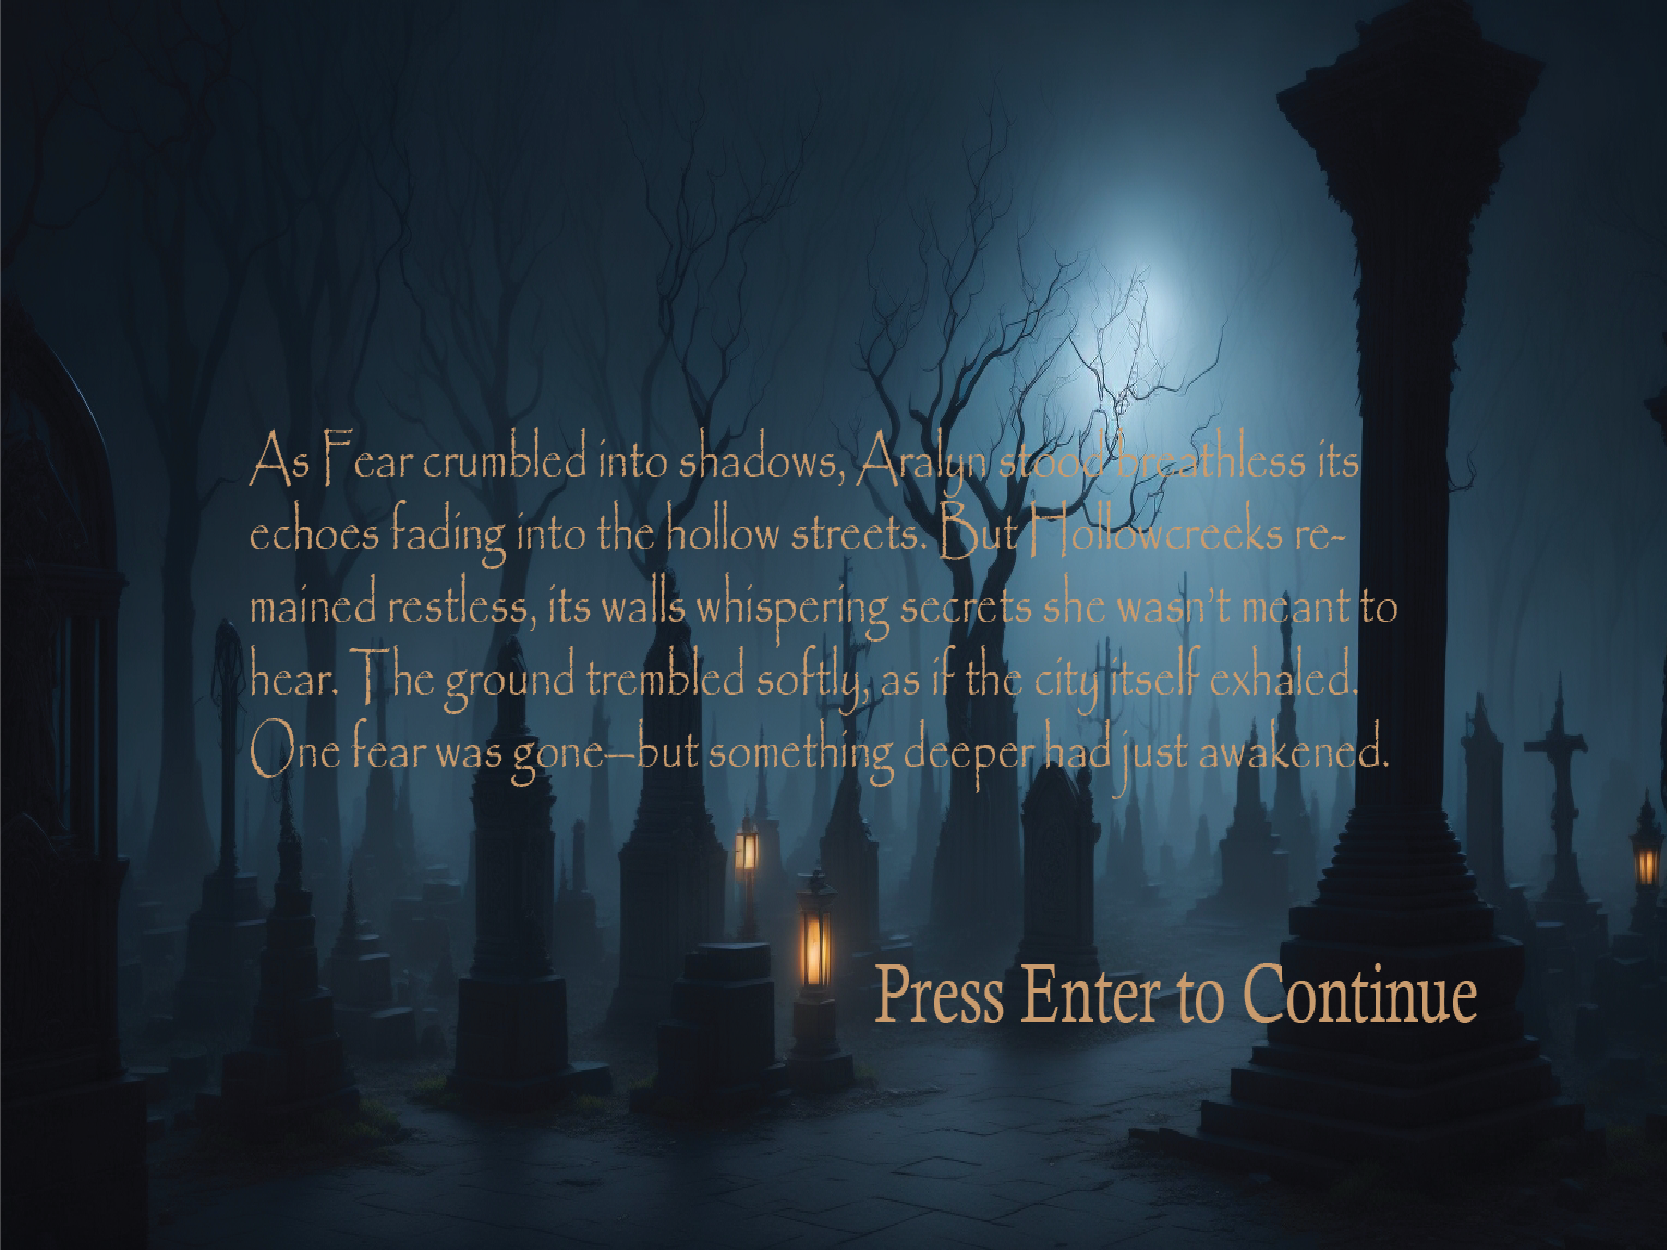 As Fear crumbled into shadows, Aralyn stood breathless its
echoes fading into the hollow streets. But Hollowcreeks re-
mained restless, its walls whispering secrets she wasn't meant to
hear. The ground trembled softly, as if the city itself exhaled.
One fear was gone—but something deeper had just awakened.
Press Enter to Continue